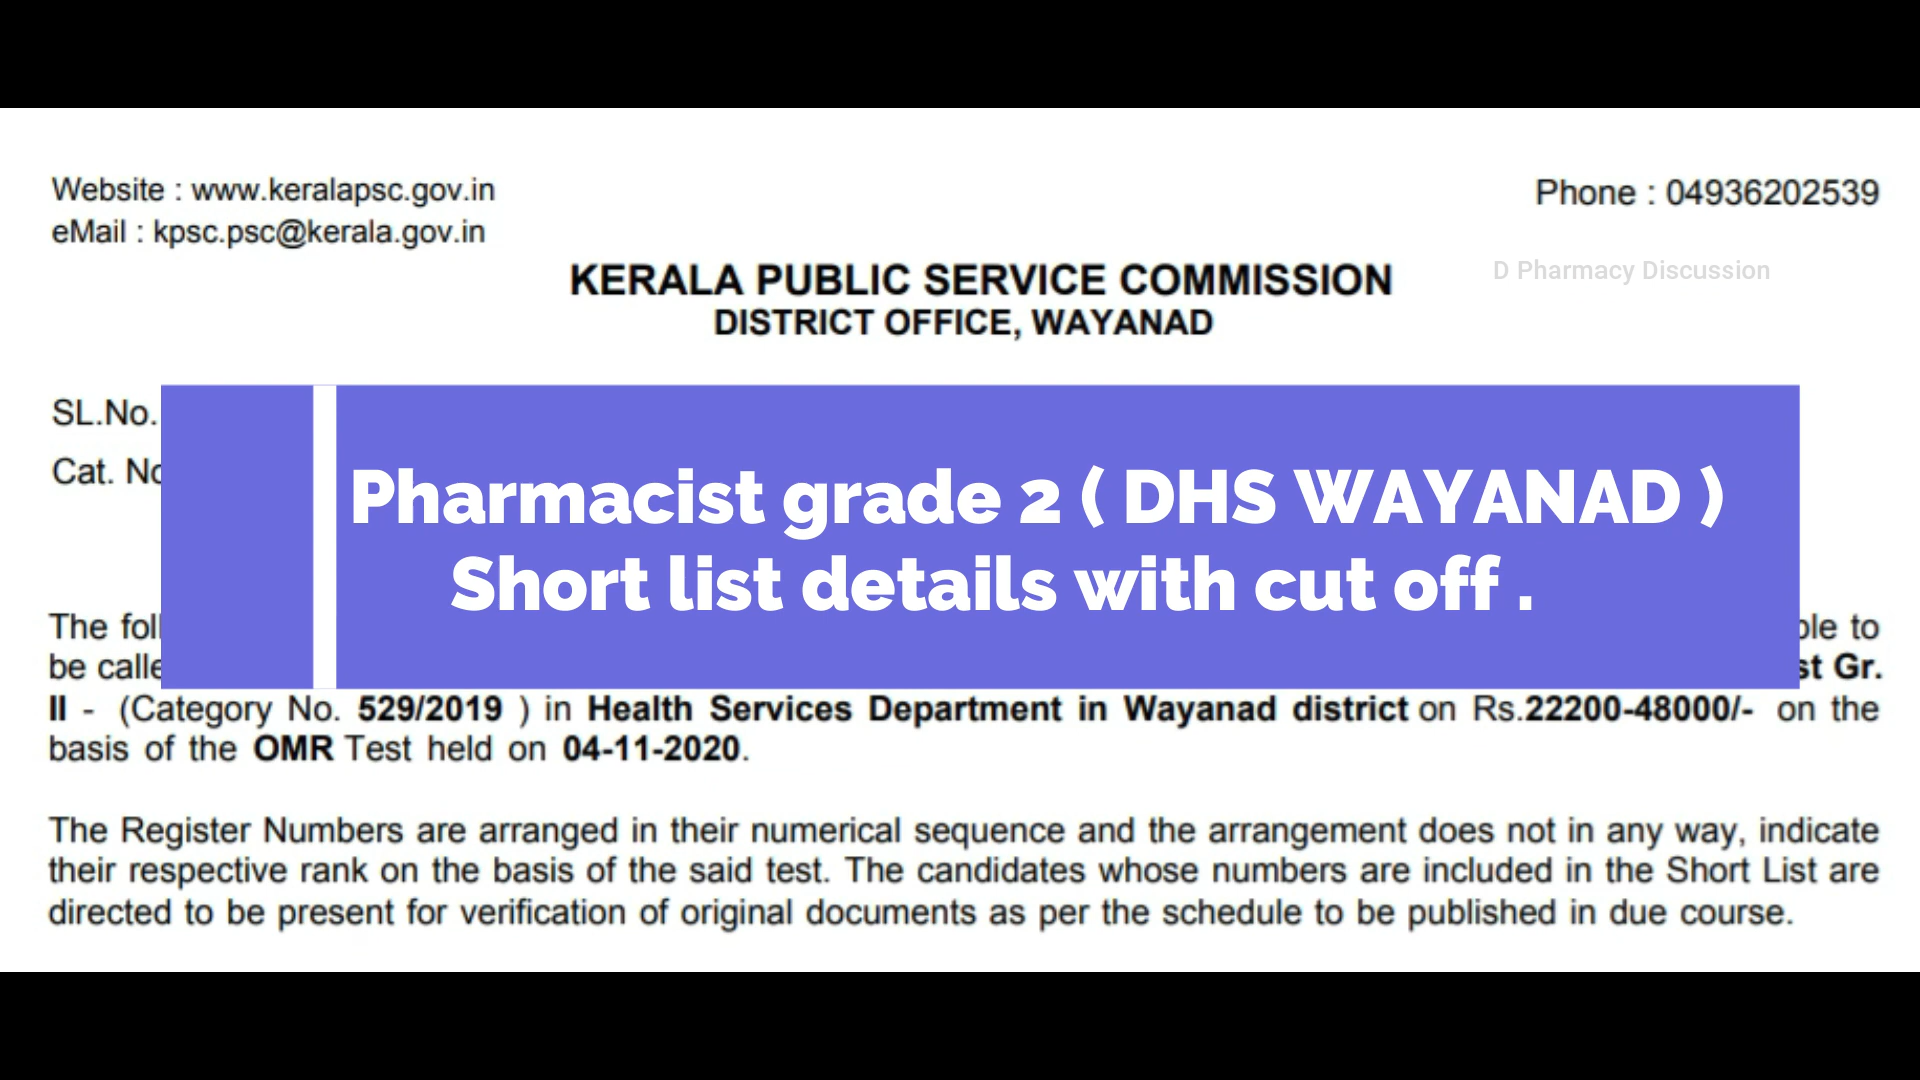 Website : www.keralapsc.gov.in
Phone : 04936202539
eMail : kpsc.psc@kerala.gov.in
D Pharmacy Discussion
KERALA PUBLIC SERVICE COMMISSION
DISTRICT OFFICE, WAYANAD
SL.No.
Cat.
Pharmacist grade 2 ( DHS WAYANAD )
Short list details with cut off .
The to
be Gr.
II - (Category No. 529/2019 ) in Health Services Department in Wayanad district on Rs.22200-48000/- on the
basis of the OMR Test held on 04-11-2020.
The Register Numbers are arranged in their numerical sequence and the arrangement does not in any way, indicate
their respective rank on the basis of the said test. The candidates whose numbers are included in the Short List are
directed to be present for verification of original documents as per the schedule to be published in due course.